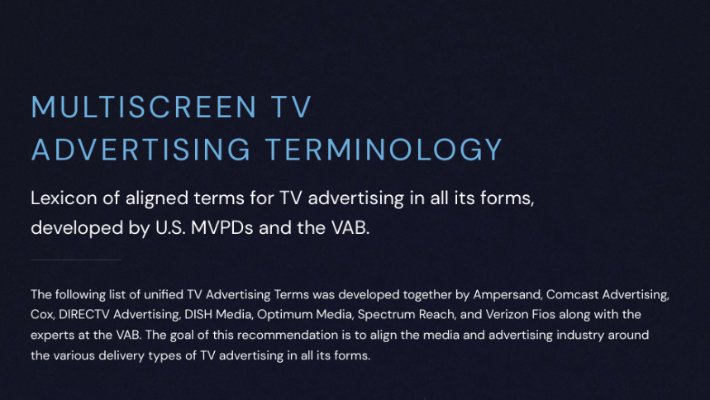 MULTISCREEN TV
ADVERTISING TERMINOLOGY
Lexicon of aligned terms for TV advertising in all its forms,
developed by U.S. MVPDs and the VAB.
The following list of unified TV Advertising Terms was developed together by Ampersand, Comcast Advertising,
Cox, DIRECTV Advertising, DISH Media, Optimum Media, Spectrum Reach, and Verizon Fios along with the
experts at the VAB. The goal of this recommendation is to align the media and advertising industry around
the various delivery types of TV advertising in all its forms.